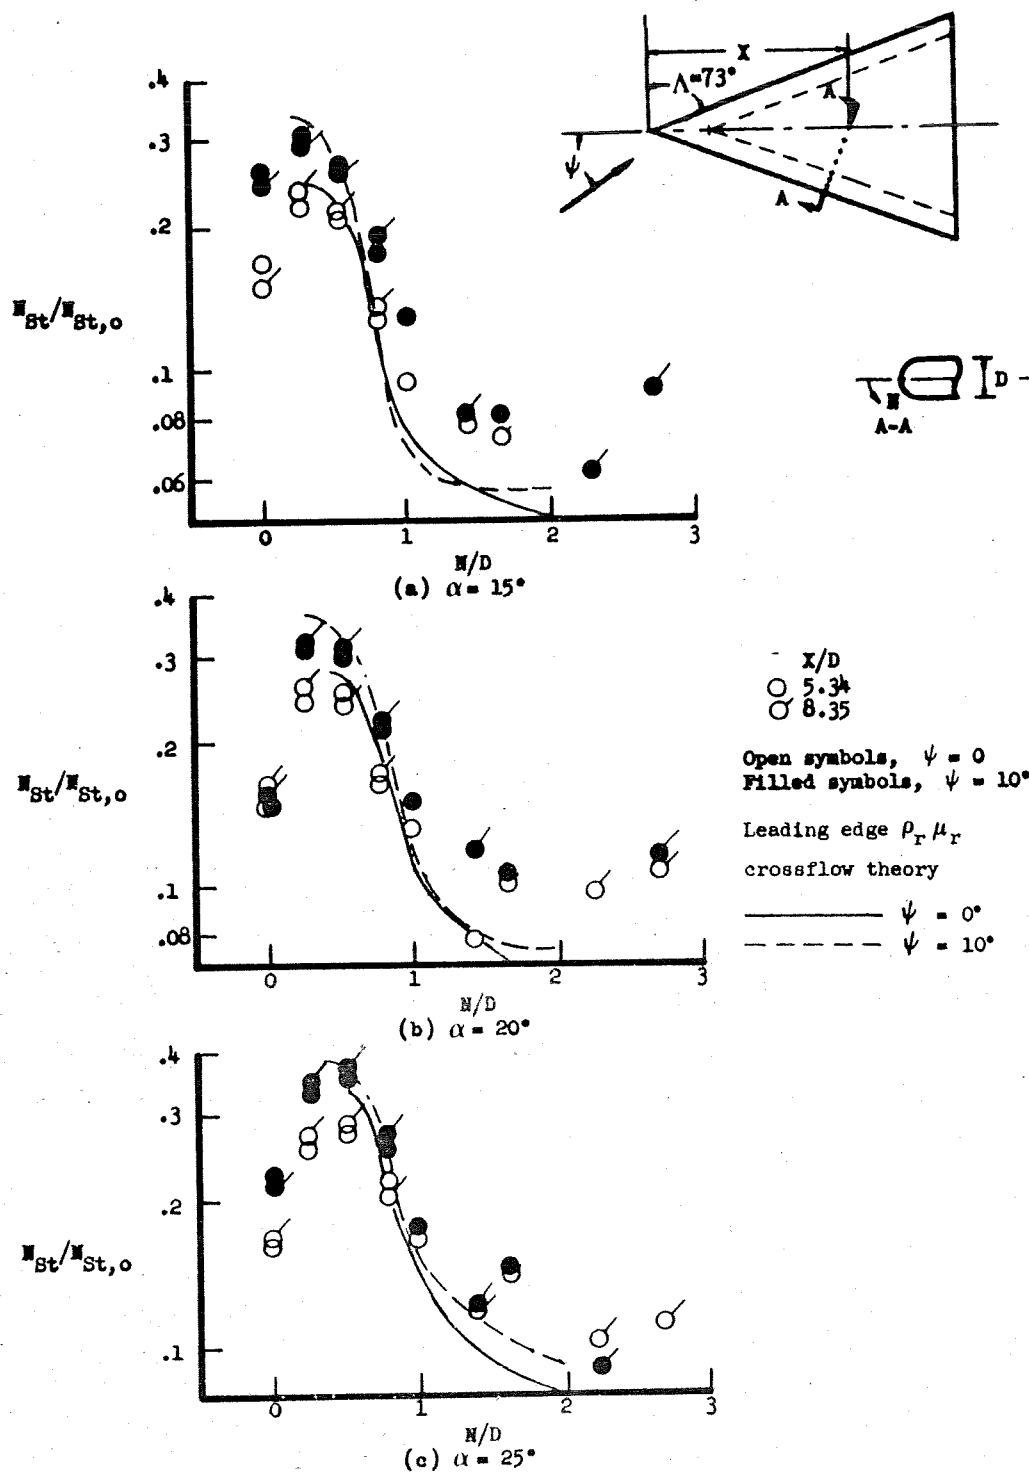 X
Λ=73°
A
ψ
A
.4
.3
.2
N_St/N_St,o
.1
.08
.06
0 1 2 3
N/D
(a) α = 15°
D
N
A-A
.4
.3
.2
N_St/N_St,o
.1
.08
0 1 2 3
N/D
(b) α = 20°
X/D
5.34
8.35
Open symbols, ψ = 0
Filled symbols, ψ = 10°
Leading edge ρ_r μ_r
crossflow theory
ψ = 0°
ψ = 10°
.4
.3
.2
N_St/N_St,o
.1
0 1 2 3
N/D
(c) α = 25°